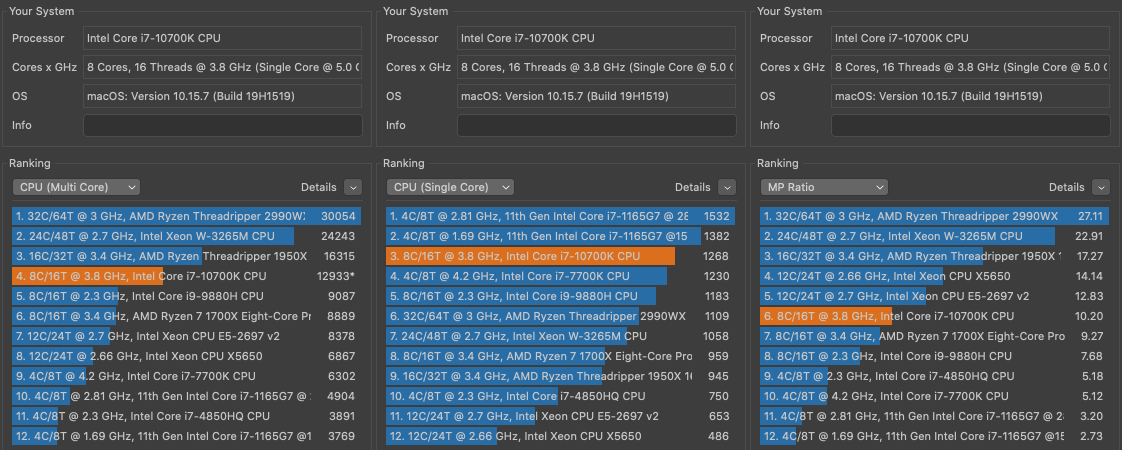 Your System
Processor Intel Core i7-10700K CPU
Cores x GHz 8 Cores, 16 Threads @ 3.8 GHz (Single Core @ 5.0 G
OS macOS: Version 10.15.7 (Build 19H1519)
Info
Ranking
CPU (Multi Core) Details
1. 32C/64T @ 3 GHz, AMD Ryzen Threadripper 2990WX 30054
2. 24C/48T @ 2.7 GHz, Intel Xeon W-3265M CPU 24243
3. 16C/32T @ 3.4 GHz, AMD Ryzen Threadripper 1950X 16315
4. 8C/16T @ 3.8 GHz, Intel Core i7-10700K CPU 12933*
5. 8C/16T @ 2.3 GHz, Intel Core i9-9880H CPU 9087
6. 8C/16T @ 3.4 GHz, AMD Ryzen 7 1700X Eight-Core Pr 8889
7. 12C/24T @ 2.7 GHz, Intel Xeon CPU E5-2697 v2 8378
8. 12C/24T @ 2.66 GHz, Intel Xeon CPU X5650 6867
9. 4C/8T @ 4.2 GHz, Intel Core i7-7700K CPU 6302
10. 4C/8T @ 2.81 GHz, 11th Gen Intel Core i7-1165G7 @ 4904
11. 4C/8T @ 2.3 GHz, Intel Core i7-4850HQ CPU 3891
12. 4C/8T @ 1.69 GHz, 11th Gen Intel Core i7-1165G7 @1 3769
Your System
Processor Intel Core i7-10700K CPU
Cores x GHz 8 Cores, 16 Threads @ 3.8 GHz (Single Core @ 5.0 G
OS macOS: Version 10.15.7 (Build 19H1519)
Info
Ranking
CPU (Single Core) Details
1. 4C/8T @ 2.81 GHz, 11th Gen Intel Core i7-1165G7 @ 28 1532
2. 4C/8T @ 1.69 GHz, 11th Gen Intel Core i7-1165G7 @15 1382
3. 8C/16T @ 3.8 GHz, Intel Core i7-10700K CPU 1268
4. 4C/8T @ 4.2 GHz, Intel Core i7-7700K CPU 1230
5. 8C/16T @ 2.3 GHz, Intel Core i9-9880H CPU 1183
6. 32C/64T @ 3 GHz, AMD Ryzen Threadripper 2990WX 1109
7. 24C/48T @ 2.7 GHz, Intel Xeon W-3265M CPU 1058
8. 8C/16T @ 3.4 GHz, AMD Ryzen 7 1700X Eight-Core Pro 959
9. 16C/32T @ 3.4 GHz, AMD Ryzen Threadripper 1950X 16 945
10. 4C/8T @ 2.3 GHz, Intel Core i7-4850HQ CPU 750
11. 12C/24T @ 2.7 GHz, Intel Xeon CPU E5-2697 v2 653
12. 12C/24T @ 2.66 GHz, Intel Xeon CPU X5650 486
Your System
Processor Intel Core i7-10700K CPU
Cores x GHz 8 Cores, 16 Threads @ 3.8 GHz (Single Core @ 5.0 G
OS macOS: Version 10.15.7 (Build 19H1519)
Info
Ranking
MP Ratio Details
1. 32C/64T @ 3 GHz, AMD Ryzen Threadripper 2990WX 27.11
2. 24C/48T @ 2.7 GHz, Intel Xeon W-3265M CPU 22.91
3. 16C/32T @ 3.4 GHz, AMD Ryzen Threadripper 1950X 1 17.27
4. 12C/24T @ 2.66 GHz, Intel Xeon CPU X5650 14.14
5. 12C/24T @ 2.7 GHz, Intel Xeon CPU E5-2697 v2 12.83
6. 8C/16T @ 3.8 GHz, Intel Core i7-10700K CPU 10.20
7. 8C/16T @ 3.4 GHz, AMD Ryzen 7 1700X Eight-Core Pro 9.27
8. 8C/16T @ 2.3 GHz, Intel Core i9-9880H CPU 7.68
9. 4C/8T @ 2.3 GHz, Intel Core i7-4850HQ CPU 5.18
10. 4C/8T @ 4.2 GHz, Intel Core i7-7700K CPU 5.12
11. 4C/8T @ 2.81 GHz, 11th Gen Intel Core i7-1165G7 @ 28 3.20
12. 4C/8T @ 1.69 GHz, 11th Gen Intel Core i7-1165G7 @15 2.73